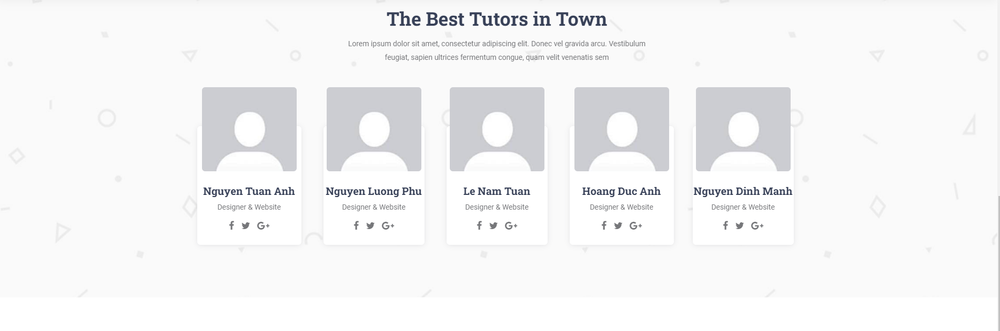 The Best Tutors in Town
Lorem ipsum dolor sit amet, consectetur adipiscing elit. Donec vel gravida arcu. Vestibulum
feugiat, sapien ultrices fermentum congue, quam velit venenatis sem
Nguyen Tuan Anh
Designer & Website
Nguyen Luong Phu
Designer & Website
Le Nam Tuan
Designer & Website
Hoang Duc Anh
Designer & Website
Nguyen Dinh Manh
Designer & Website